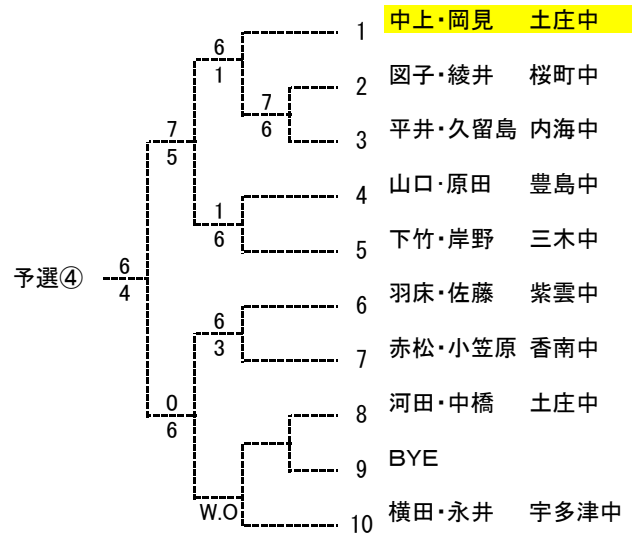 1 中上・岡見 土庄中
6
1
2 図子・綾井 桜町中
7
6
3 平井・久留島 内海中
7
5
4 山口・原田 豊島中
1
6
5 下竹・岸野 三木中
予選④
6
4
6 羽床・佐藤 紫雲中
6
3
7 赤松・小笠原 香南中
0
6
8 河田・中橋 土庄中
9 BYE
W.O
10 横田・永井 宇多津中